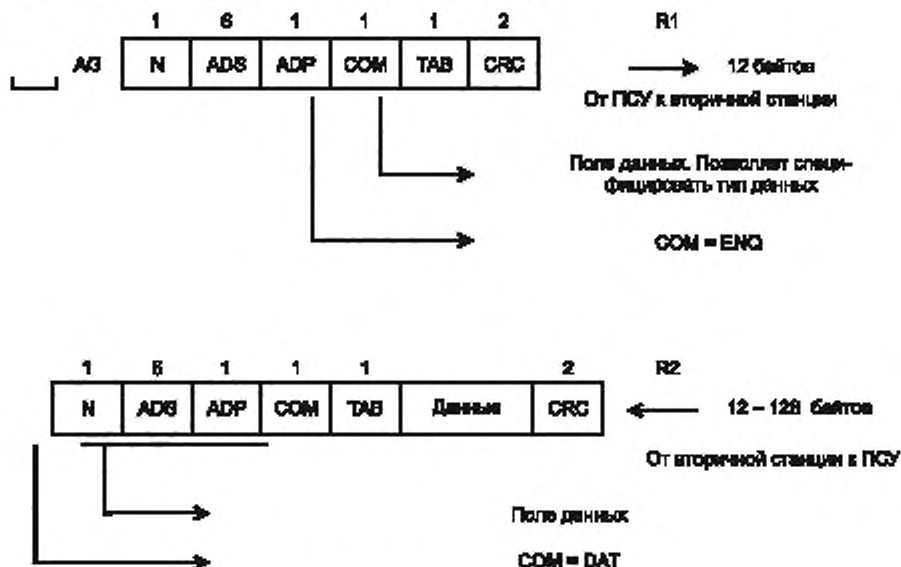 1 6 1 1 1 2 R1
AG N ADS ADP COM TAB CRC 12 байтов
От ПСУ к вторичной станции
Поле данных. Позволяет специ-
фицировать тип данных
COM = ENQ
1 6 1 1 1 2 R2
N ADS ADP COM TAB Данные CRC 12 – 128 байтов
От вторичной станции к ПСУ
Поле данных
COM = DAT